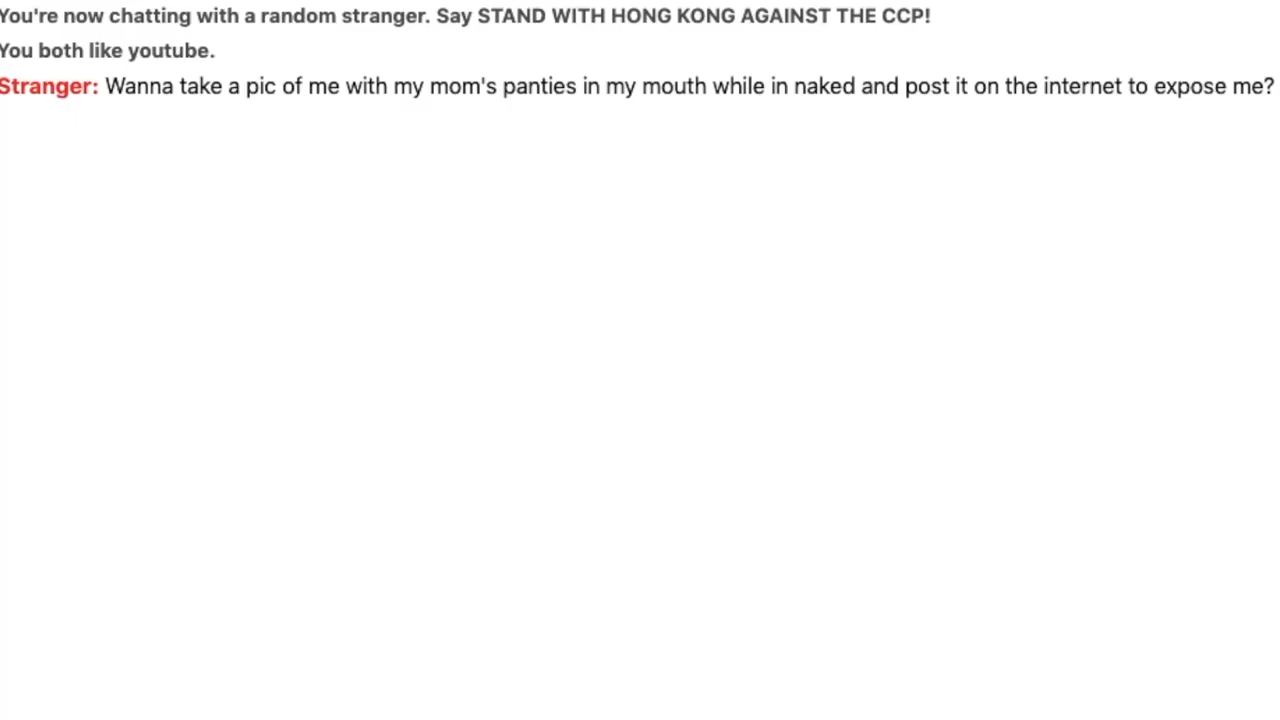 You're now chatting with a random stranger. Say STAND WITH HONG KONG AGAINST THE CCP!
You both like youtube.
Stranger: Wanna take a pic of me with my mom's panties in my mouth while in naked and post it on the internet to expose me?